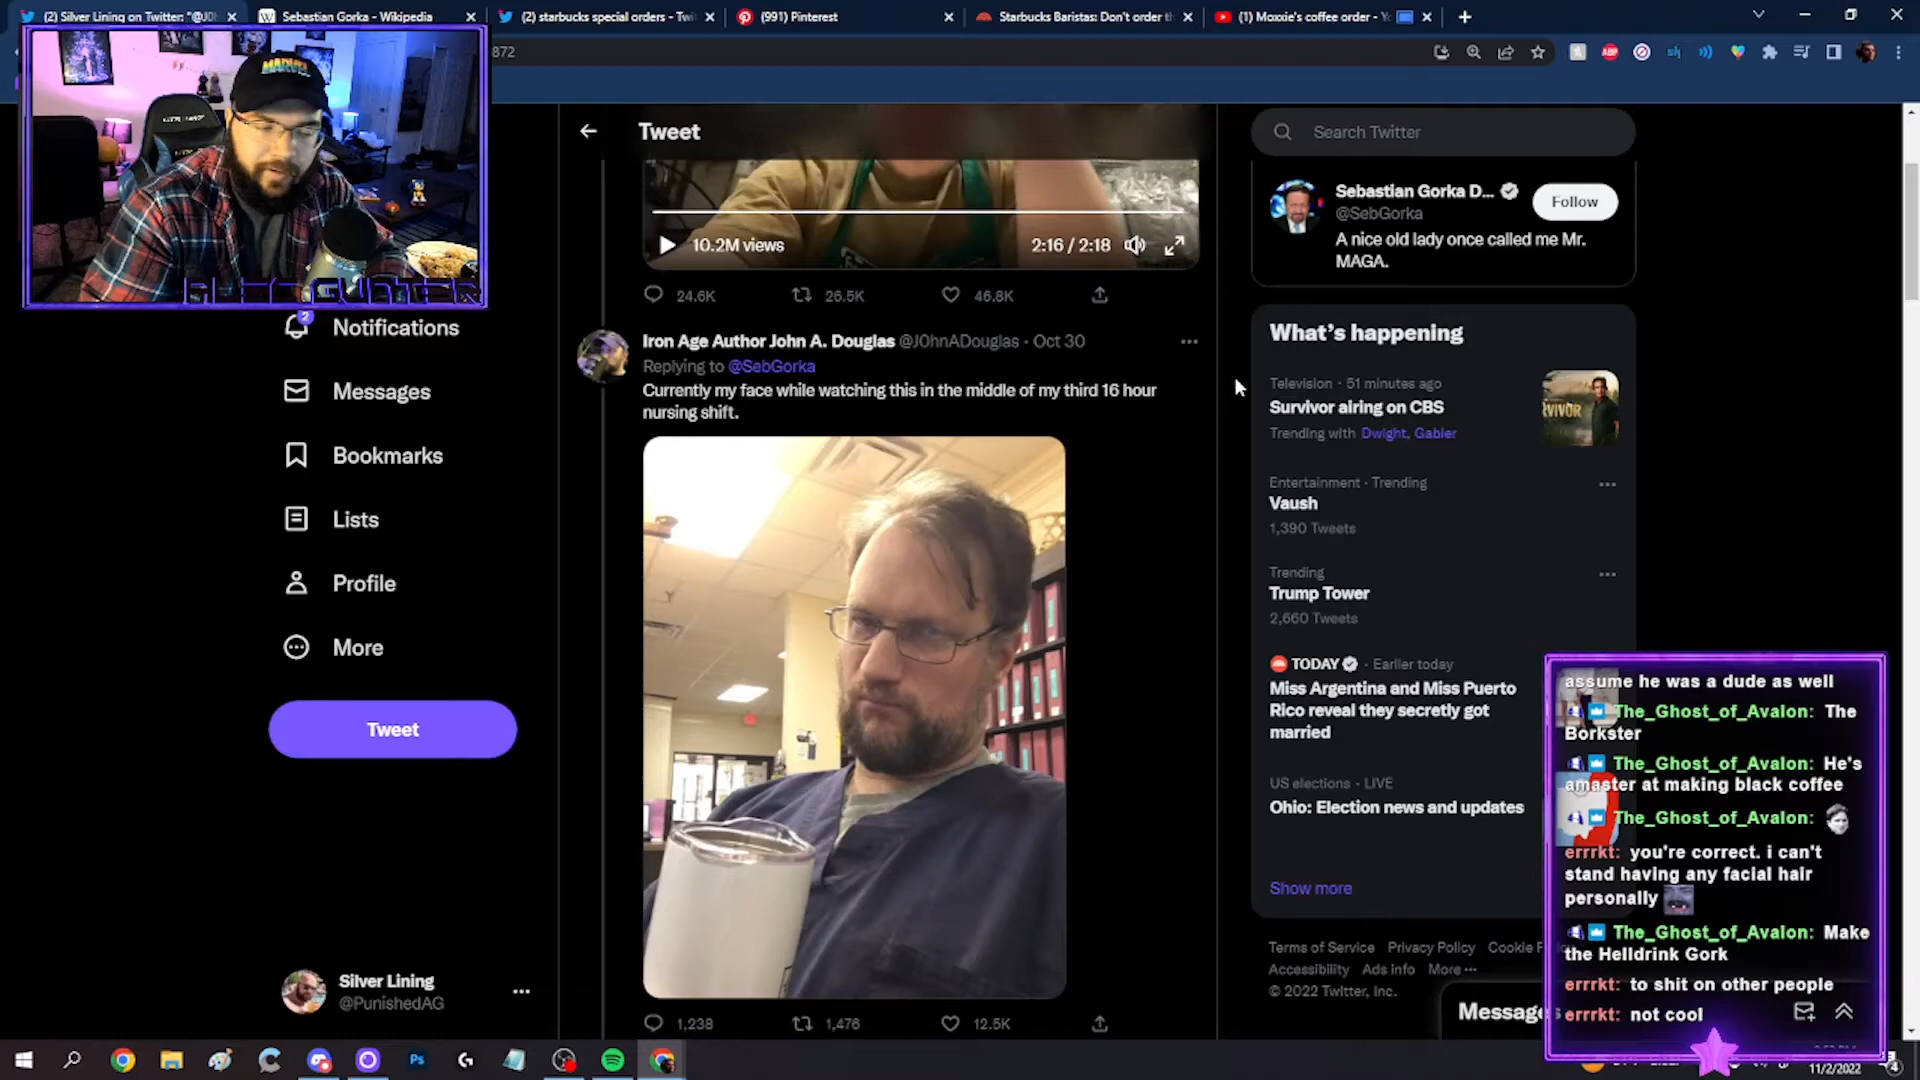 (2) Silver Lining on Twitter: "@J0h
Sebastian Gorka - Wikipedia
(2) starbucks special orders - Twi
(991) Pinterest
Starbucks Baristas: Don't order t
(1) Moxxie's coffee order - Y
872
MARVEL
Tweet
Search Twitter
10.2M views
2:16 / 2:18
24.6K
26.5K
46.8K
Sebastian Gorka D...
Follow
@SebGorka
A nice old lady once called me Mr.
MAGA.
2
Notifications
Messages
Bookmarks
Lists
Profile
More
Tweet
Silver Lining
@PunishedAG
Iron Age Author John A. Douglas @J0hnADouglas · Oct 30
Replying to @SebGorka
Currently my face while watching this in the middle of my third 16 hour
nursing shift.
1,238
1,476
12.5K
What's happening
Television · 51 minutes ago
Survivor airing on CBS
Trending with Dwight, Gabler
Entertainment · Trending
Vaush
1,390 Tweets
Trending
Trump Tower
2,660 Tweets
TODAY · Earlier today
Miss Argentina and Miss Puerto
Rico reveal they secretly got
married
US elections · LIVE
Ohio: Election news and updates
Show more
Terms of Service Privacy Policy Cookie P
Accessibility Ads info More
© 2022 Twitter, Inc.
Messages
assume he was a dude as well
The_Ghost_of_Avalon: The
Borkster
The_Ghost_of_Avalon: He's
amaster at making black coffee
The_Ghost_of_Avalon:
errrkt: you're correct. i can't
stand having any facial hair
personally
The_Ghost_of_Avalon: Make
the Helldrink Gork
errrkt: to shit on other people
errrkt: not cool
Ps
11/2/2022
4